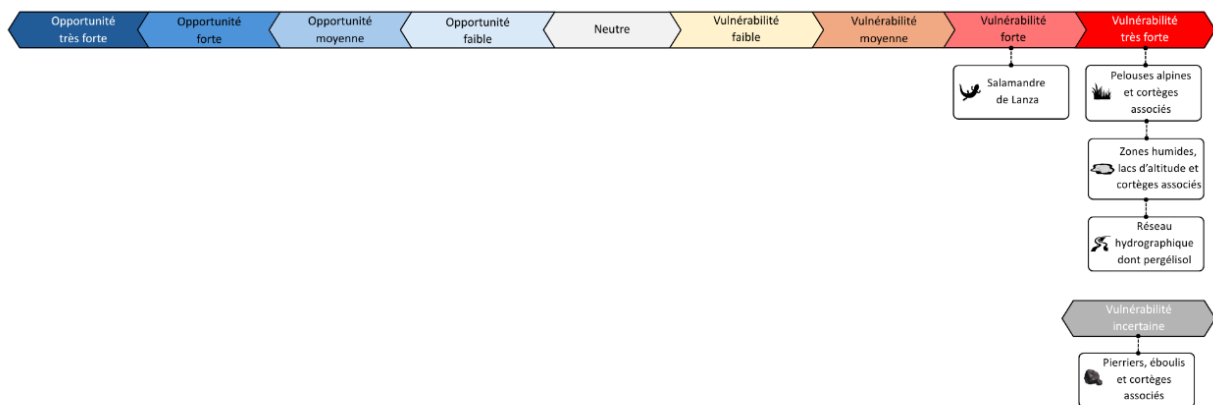 Opportunité
très forte
Opportunité
forte
Opportunité
moyenne
Opportunité
faible
Neutre
Vulnérabilité
faible
Vulnérabilité
moyenne
Vulnérabilité
forte
Vulnérabilité
très forte
Salamandre
de Lanza
Pelouses alpines
et cortèges
associés
Zones humides,
lacs d'altitude et
cortèges associés
Réseau
hydrographique
dont pergélisol
Vulnérabilité
incertaine
Pierriers, éboulis
et cortèges
associés